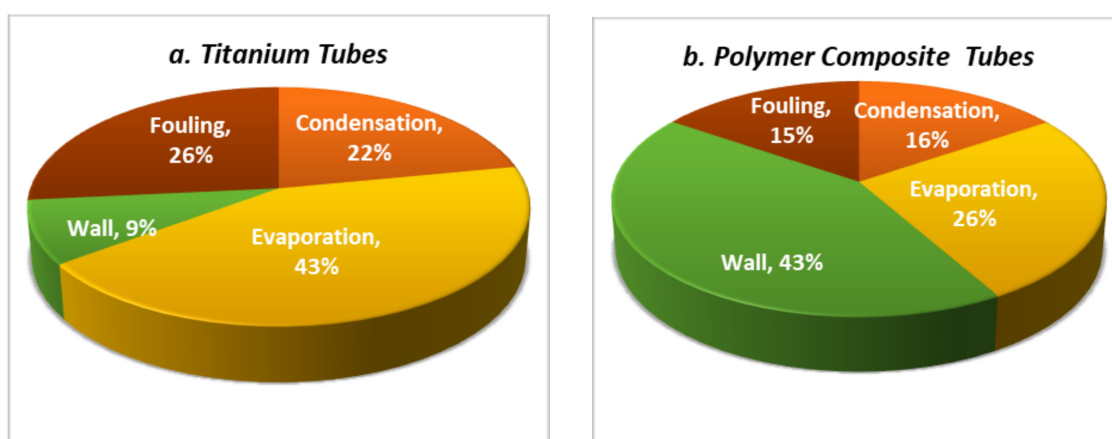 a. Titanium Tubes
Fouling,
26%
Condensation,
22%
Wall, 9%
Evaporation,
43%
b. Polymer Composite  Tubes
Fouling,
15%
Condensation,
16%
Evaporation,
26%
Wall, 43%